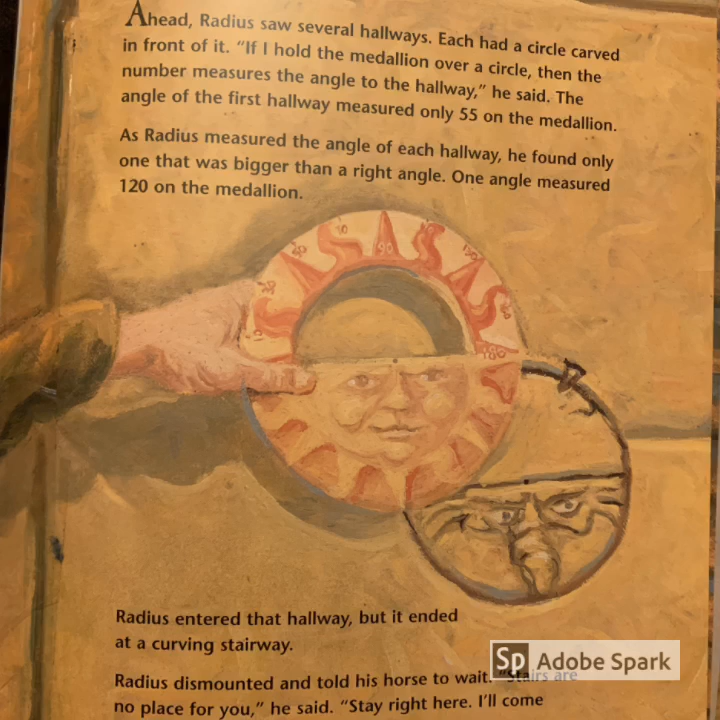 Ahead, Radius saw several hallways. Each had a circle carved
in front of it. "If I hold the medallion over a circle, then the
number measures the angle to the hallway," he said. The
angle of the first hallway measured only 55 on the medallion.
As Radius measured the angle of each hallway, he found only
one that was bigger than a right angle. One angle measured
120 on the medallion.
90
180
Radius entered that hallway, but it ended
at a curving stairway.
Radius dismounted and told his horse to wait. "Stairs are
no place for you," he said. "Stay right here. I'll come
Sp Adobe Spark